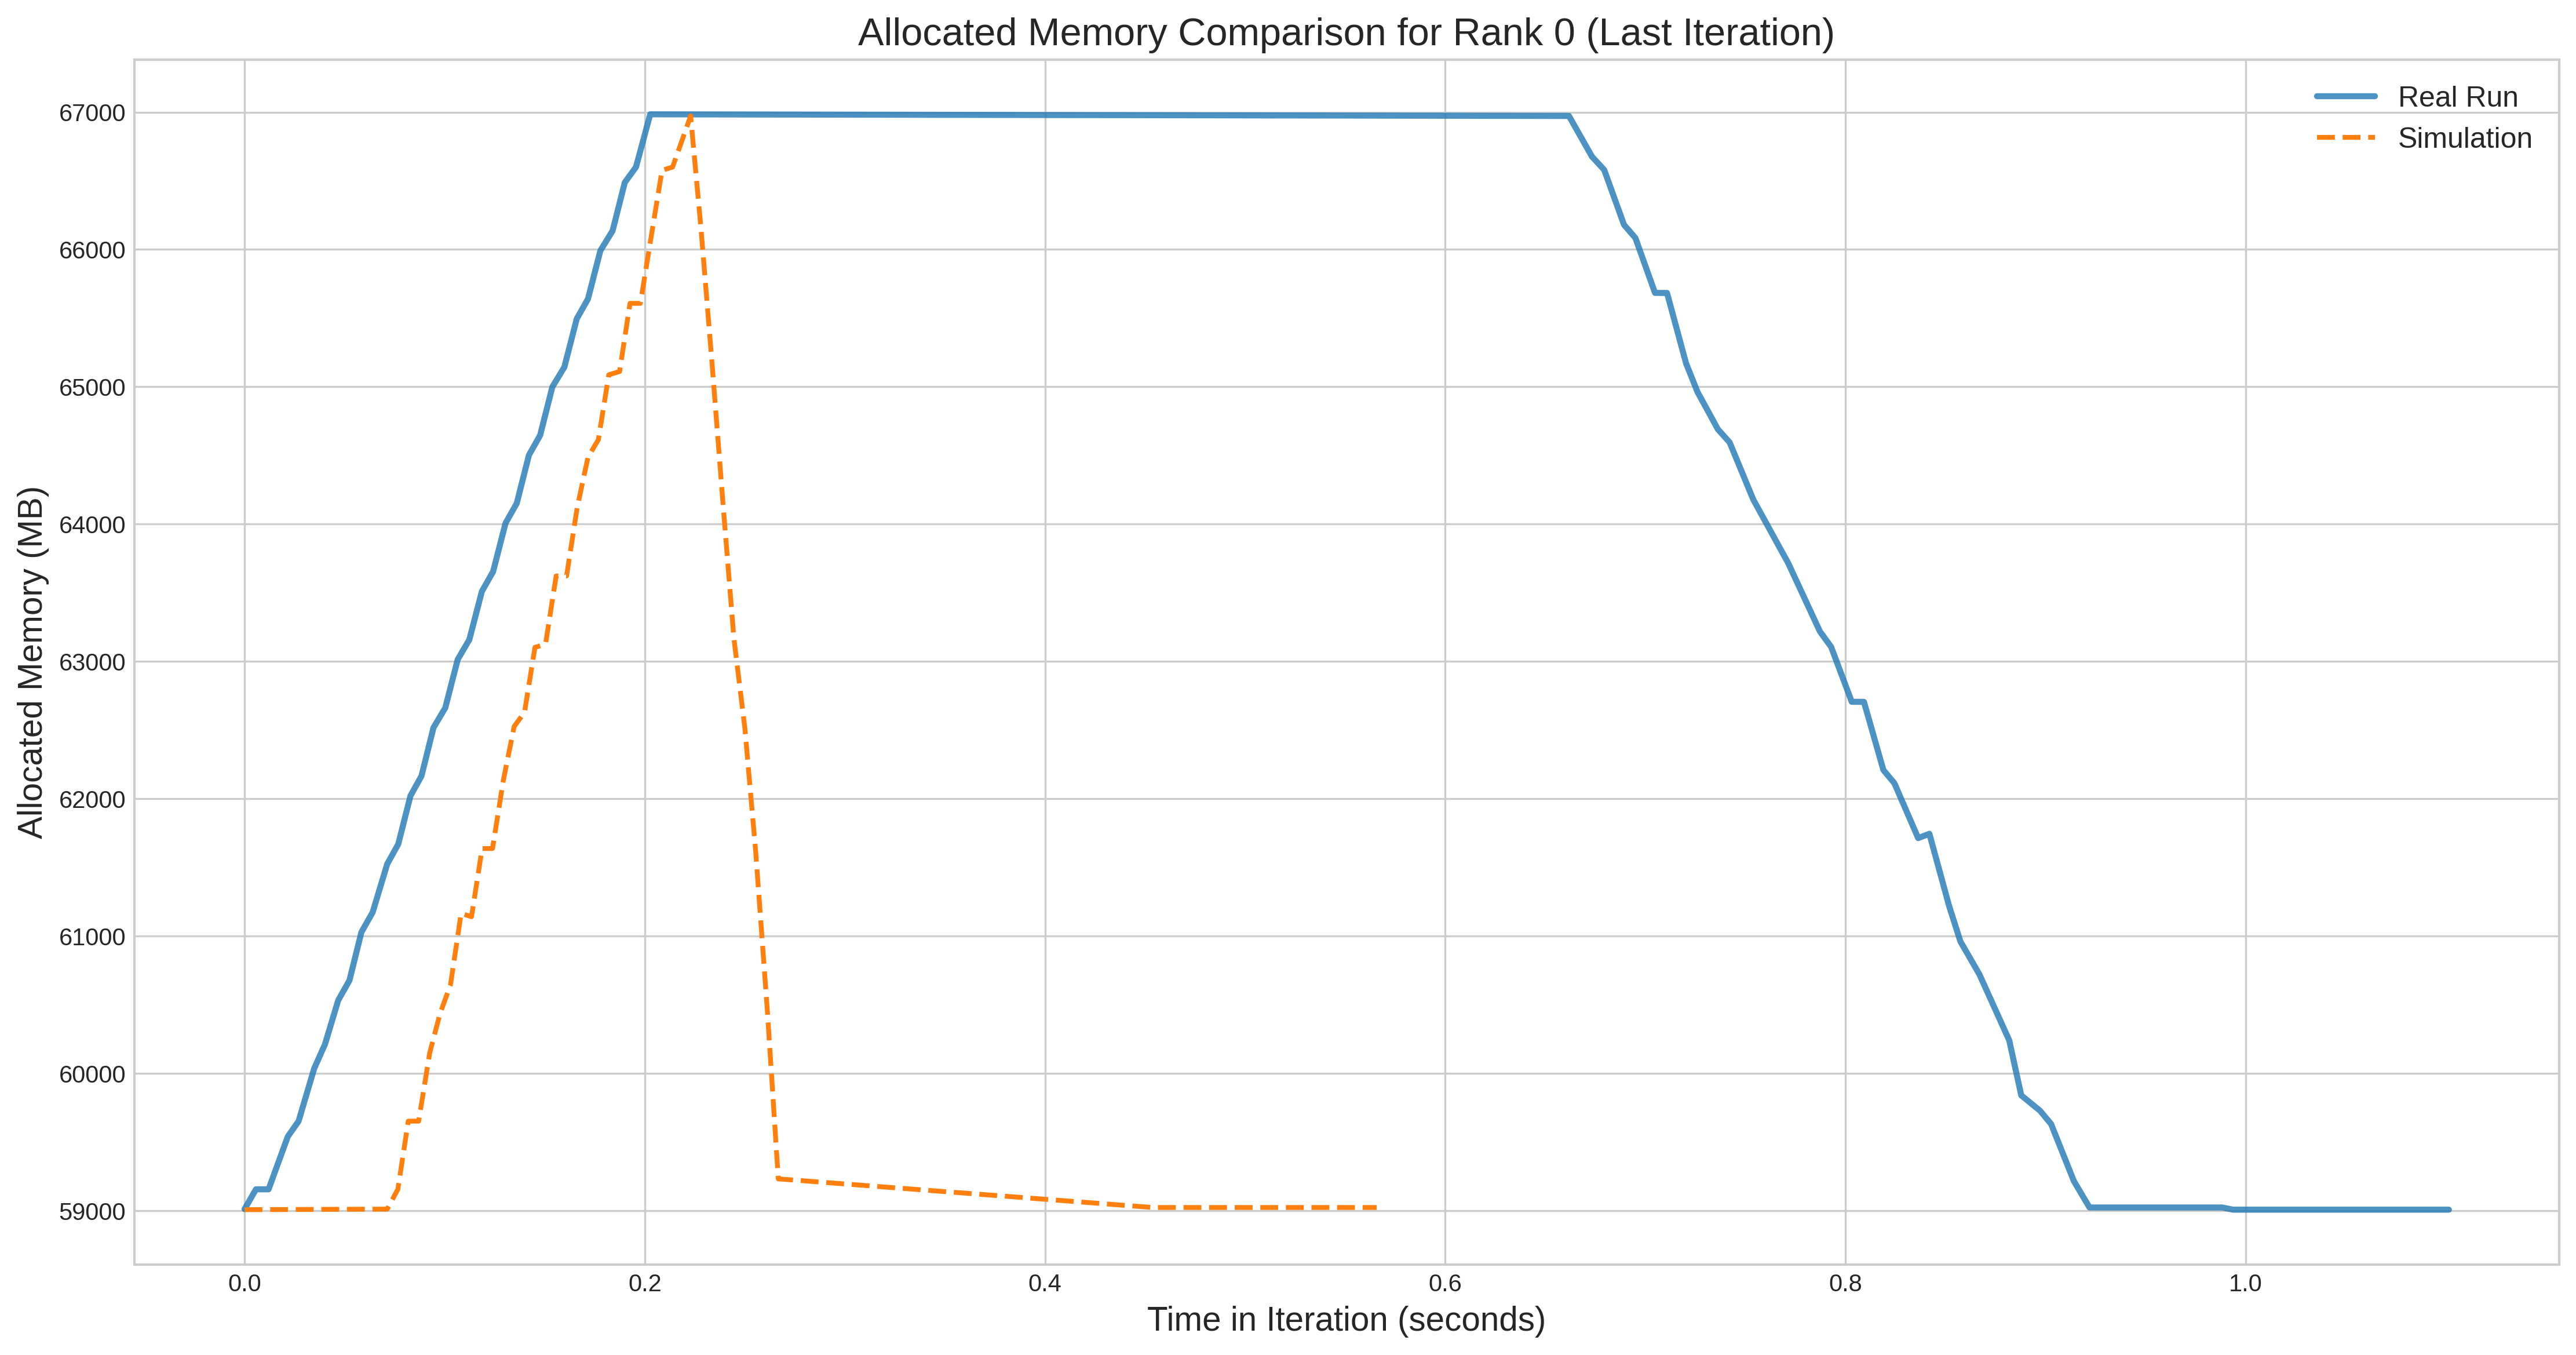 Allocated Memory Comparison for Rank 0 (Last Iteration)
Real Run
Simulation
Allocated Memory (MB)
67000
66000
65000
64000
63000
62000
61000
60000
59000
0.0 0.2 0.4 0.6 0.8 1.0
Time in Iteration (seconds)